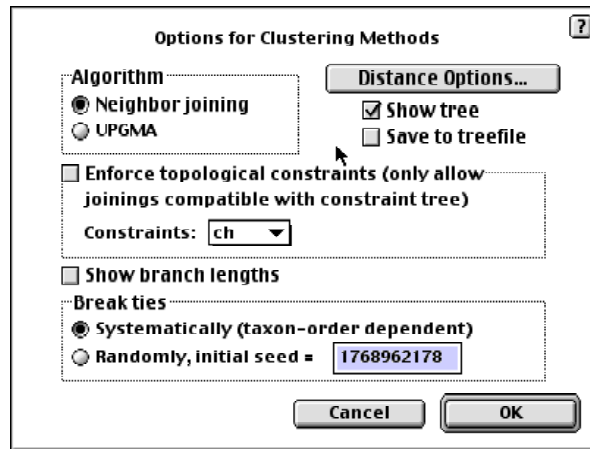 ?
Options for Clustering Methods
Algorithm
Neighbor joining
UPGMA
Distance Options...
Show tree
Save to treefile
Enforce topological constraints (only allow
joinings compatible with constraint tree)
Constraints: ch
Show branch lengths
Break ties
Systematically (taxon-order dependent)
Randomly, initial seed = 1768962178
Cancel OK